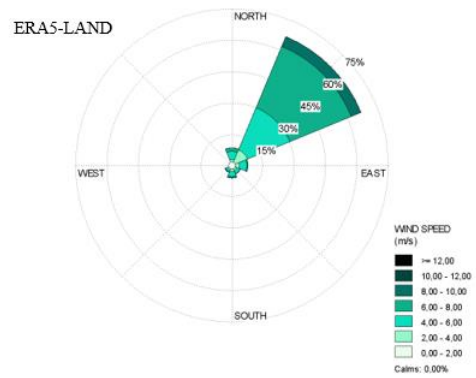 NORTH
ERA5-LAND
75%
60%
45%
30%
15%
WEST
EAST
WIND SPEED
(m/s)
>= 12,00
10,00 - 12,00
8,00 - 10,00
6,00 - 8,00
4,00 - 6,00
2,00 - 4,00
0,00 - 2,00
SOUTH
Calms: 0,00%